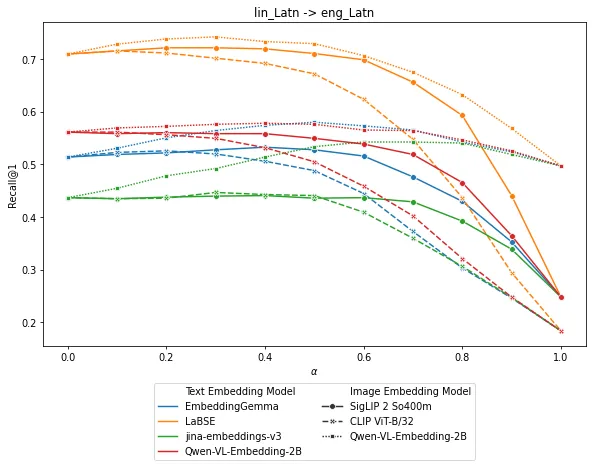 lin_Latn -> eng_Latn
Recall@1
0.7
0.6
0.5
0.4
0.3
0.2
0.0 0.2 0.4 0.6 0.8 1.0
α
Text Embedding Model Image Embedding Model
EmbeddingGemma SigLIP 2 So400m
LaBSE CLIP ViT-B/32
jina-embeddings-v3 Qwen-VL-Embedding-2B
Qwen-VL-Embedding-2B